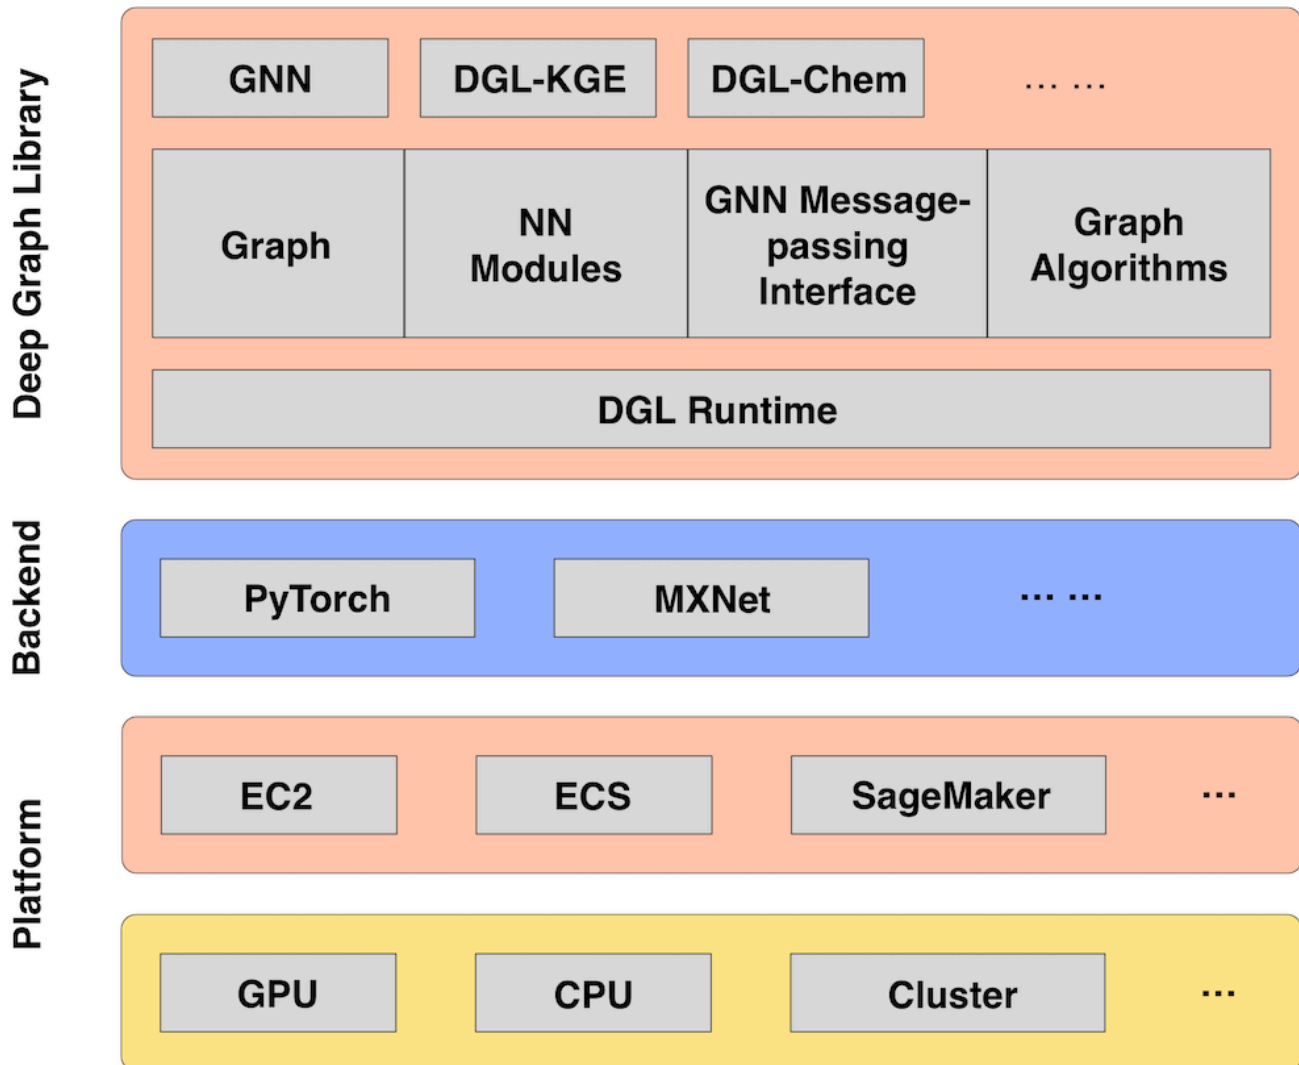 Deep Graph Library
GNN
DGL-KGE
DGL-Chem
... ...
Graph
NN
Modules
GNN Message-
passing
Interface
Graph
Algorithms
DGL Runtime
Backend
PyTorch
MXNet
... ...
Platform
EC2
ECS
SageMaker
...
GPU
CPU
Cluster
...